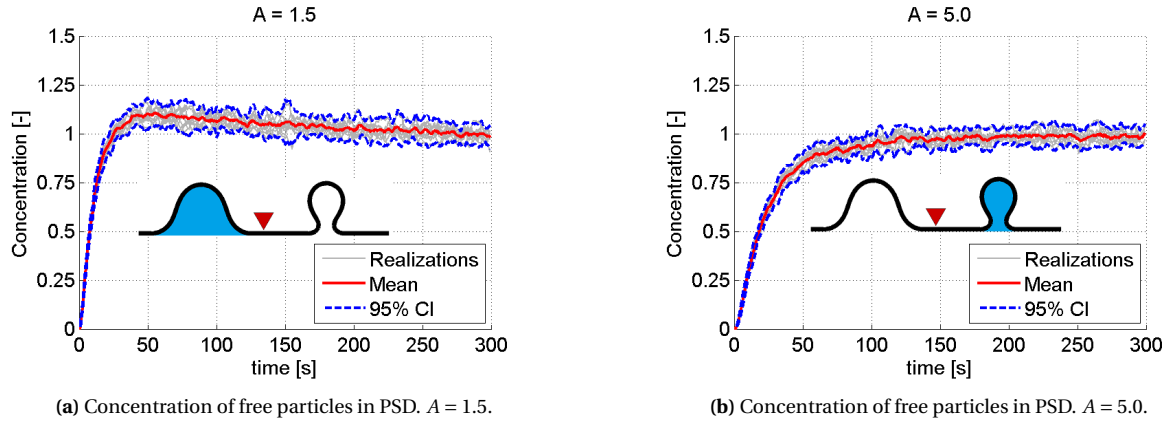 A = 1.5
1.5
1.25
1
0.75
0.5
0.25
0
Concentration [-]
0 50 100 150 200 250 300
time [s]
Realizations
Mean
95% CI
(a) Concentration of free particles in PSD. A = 1.5.
A = 5.0
1.5
1.25
1
0.75
0.5
0.25
0
Concentration [-]
0 50 100 150 200 250 300
time [s]
Realizations
Mean
95% CI
(b) Concentration of free particles in PSD. A = 5.0.